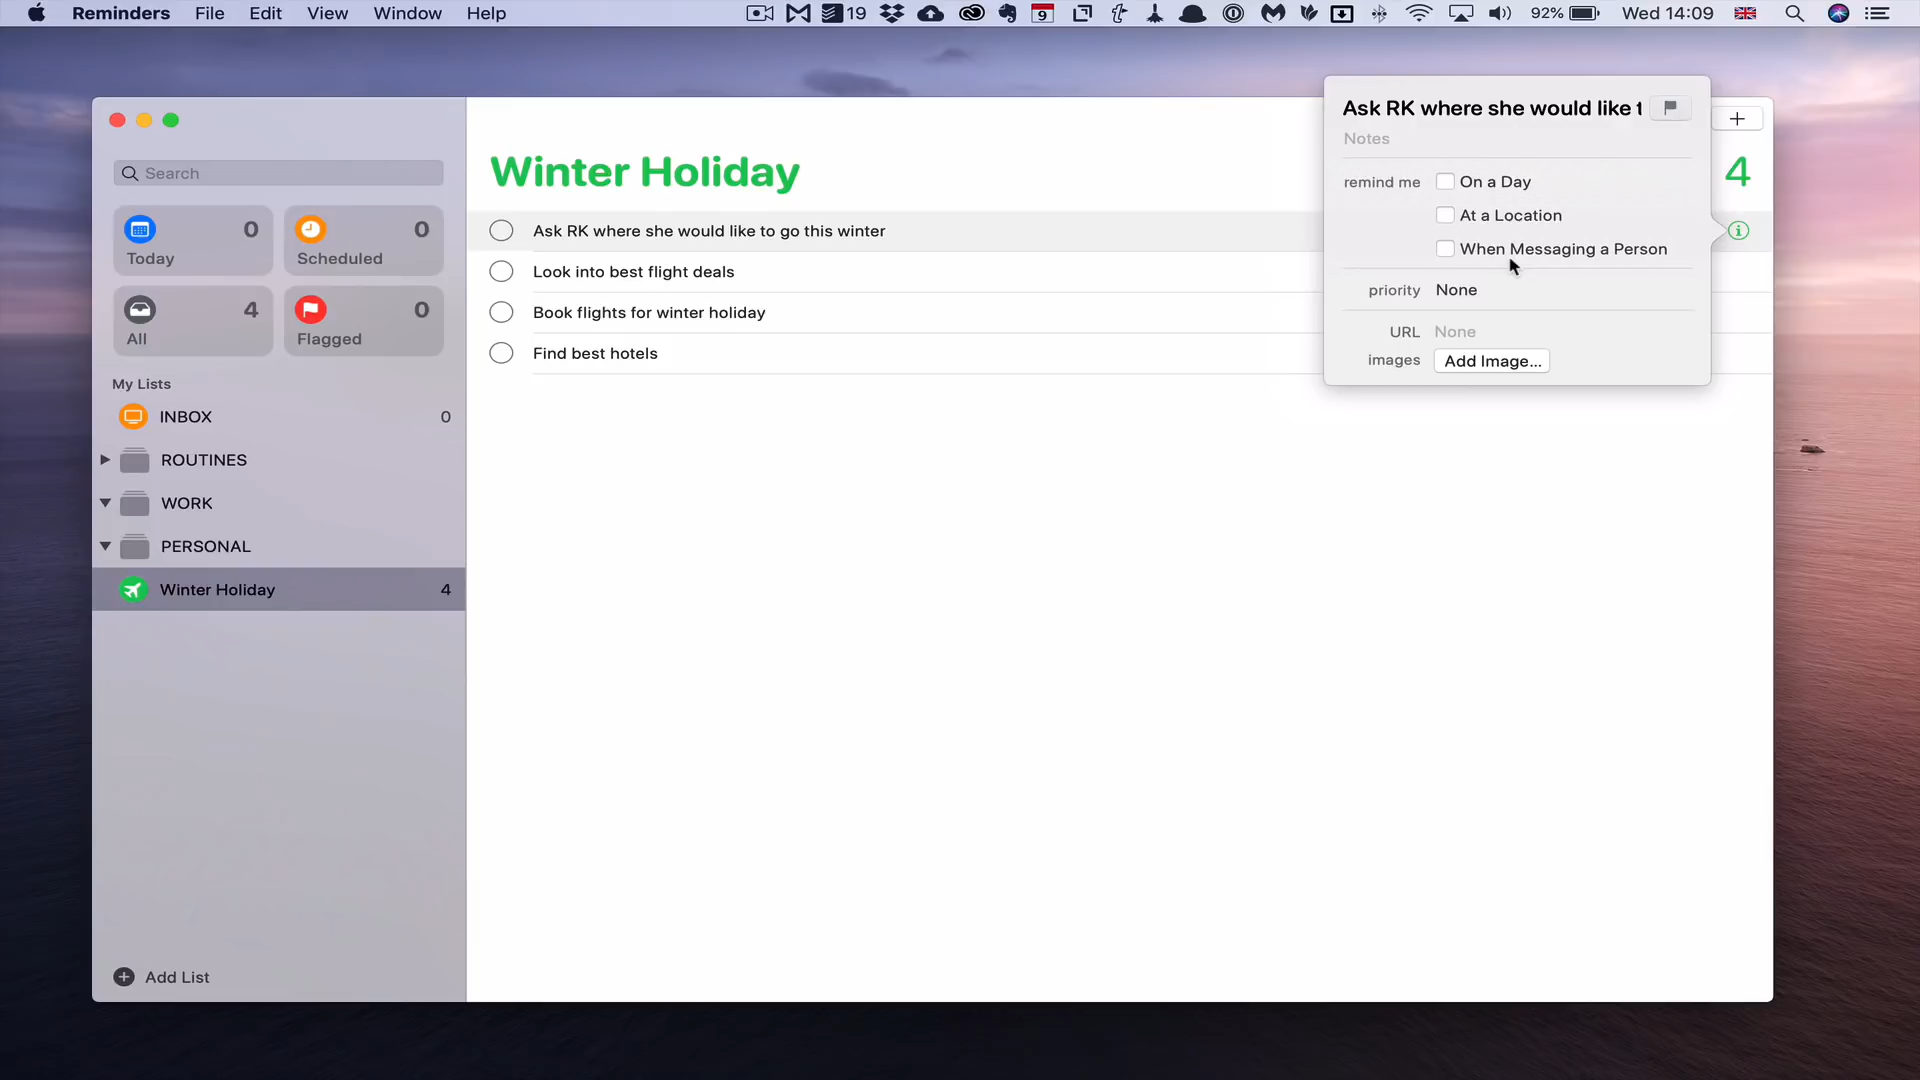 Reminders File Edit View Window Help 19 9 92% Wed 14:09
Search
0
Today
0
Scheduled
4
All
0
Flagged
My Lists
INBOX 0
ROUTINES
WORK
PERSONAL
Winter Holiday 4
Add List
Winter Holiday 4
Ask RK where she would like to go this winter
Look into best flight deals
Book flights for winter holiday
Find best hotels
Ask RK where she would like t
Notes
remind me On a Day
At a Location
When Messaging a Person
priority None
URL None
images Add Image...